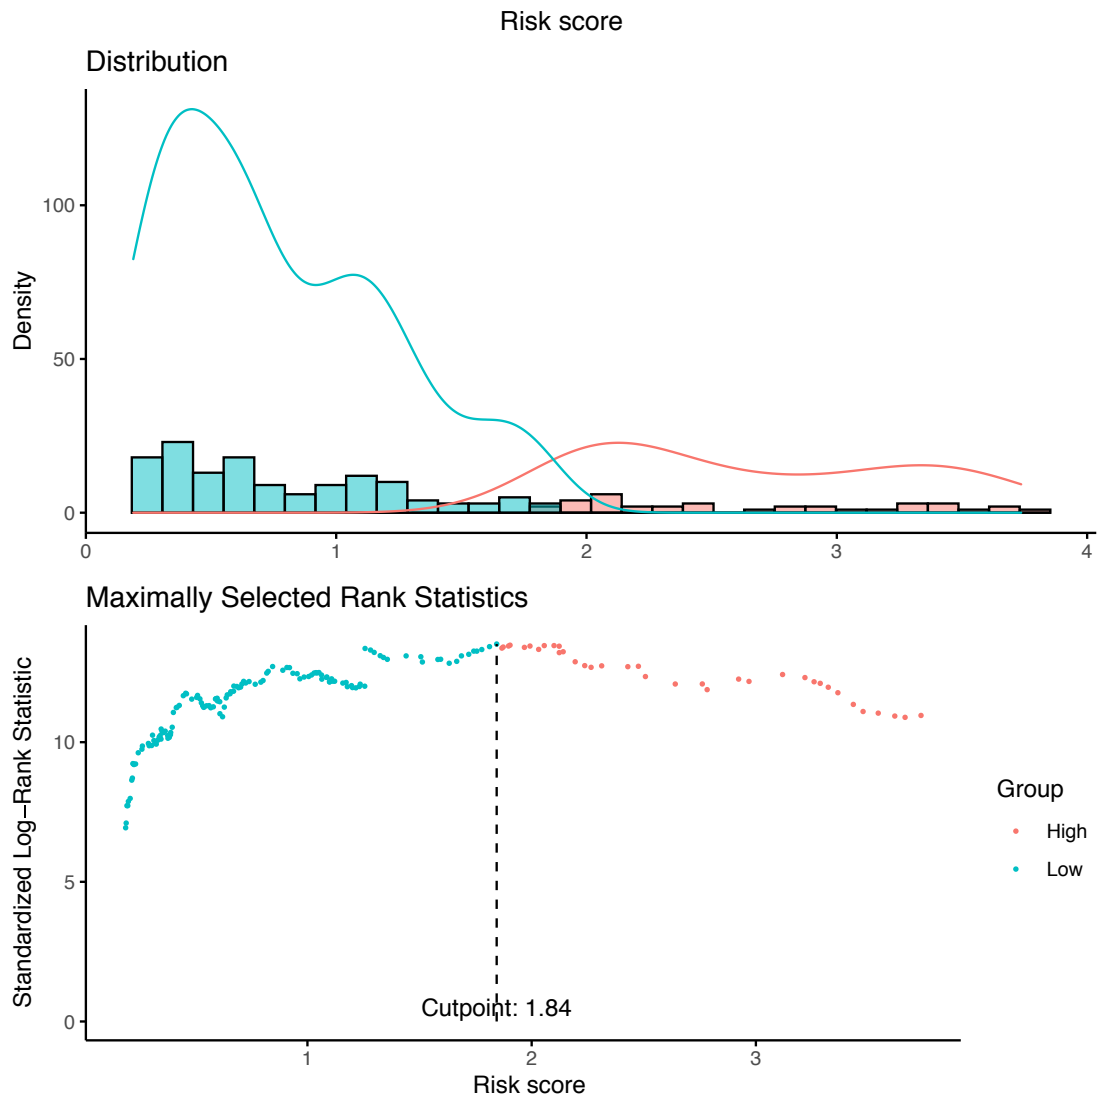 Risk score
Distribution
Density
100
50
0
0 1 2 3 4
Maximally Selected Rank Statistics
Standardized Log−Rank Statistic
10
5
0
Cutpoint: 1.84
1 2 3
Risk score
Group
High
Low